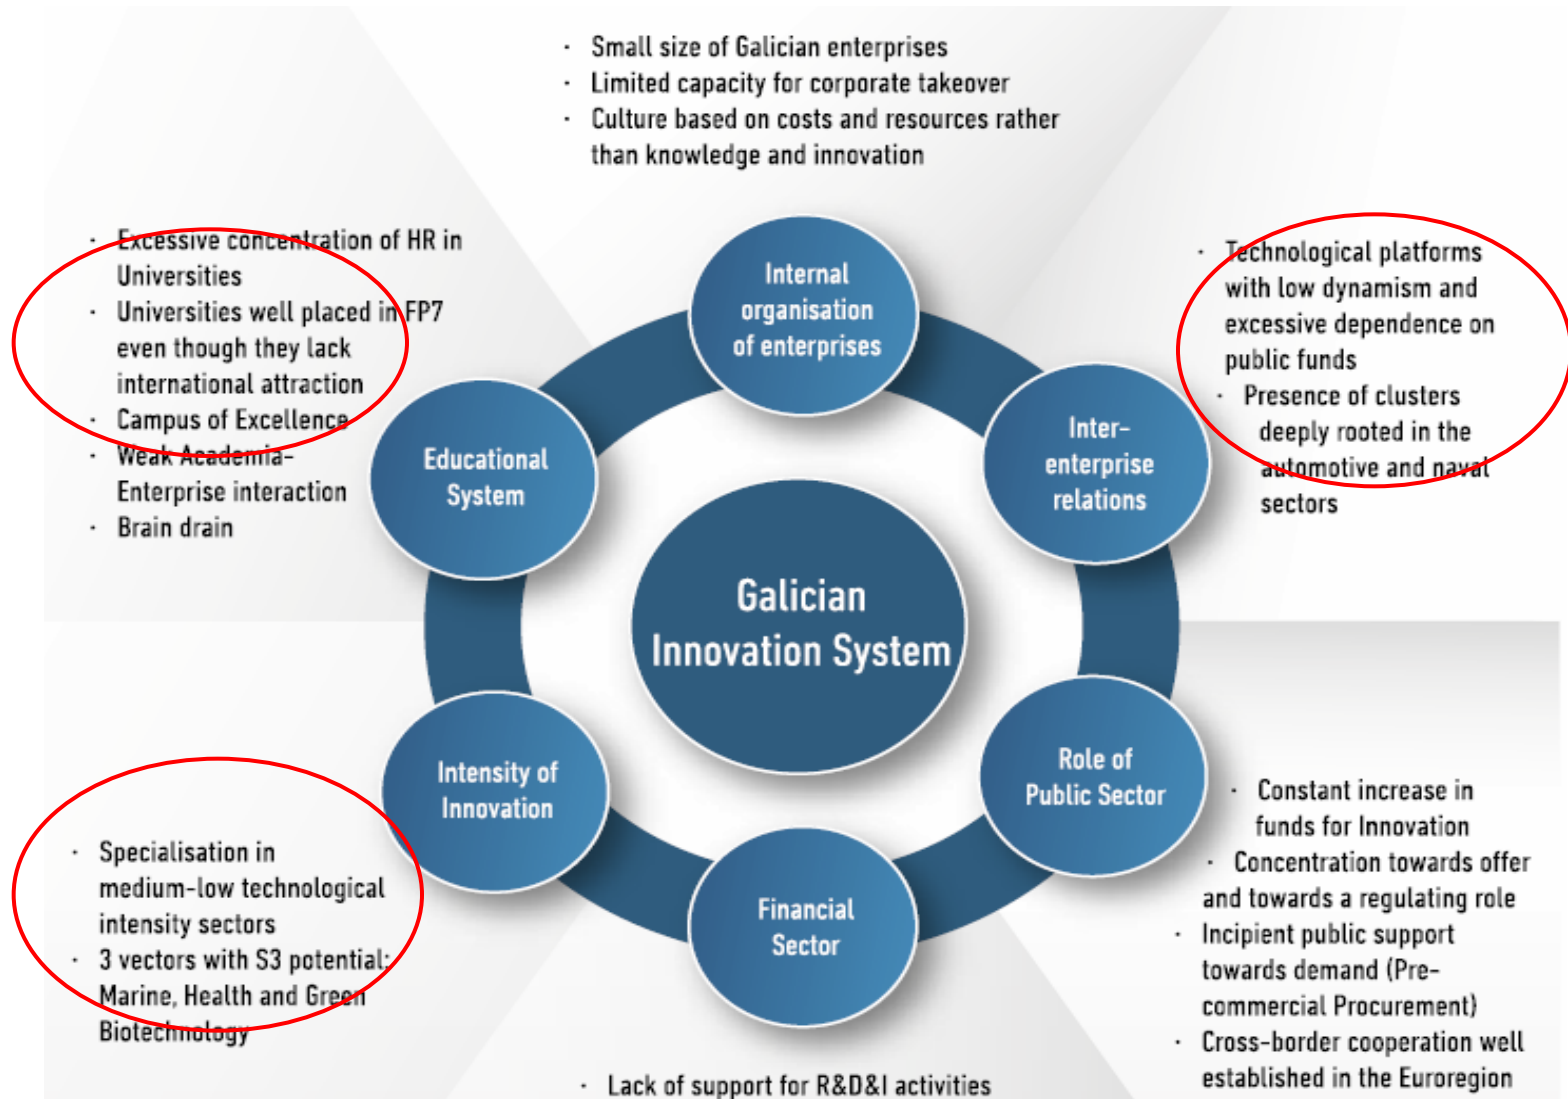 · Small size of Galician enterprises
· Limited capacity for corporate takeover
· Culture based on costs and resources rather
than knowledge and innovation
· Excessive concentration of HR in
Universities
· Universities well placed in FP7
even though they lack
international attraction
· Campus of Excellence
· Weak Academia-
Enterprise interaction
· Brain drain
Internal
organisation
of enterprises
· Technological platforms
with low dynamism and
excessive dependence on
public funds
· Presence of clusters
deeply rooted in the
automotive and naval
sectors
Educational
System
Inter-
enterprise
relations
Galician
Innovation System
Intensity of
Innovation
Role of
Public Sector
Financial
Sector
· Specialisation in
medium-low technological
intensity sectors
· 3 vectors with S3 potential:
Marine, Health and Green
Biotechnology
· Constant increase in
funds for Innovation
· Concentration towards offer
and towards a regulating role
· Incipient public support
towards demand (Pre-
commercial Procurement)
· Cross-border cooperation well
established in the Euroregion
· Lack of support for R&D&I activities